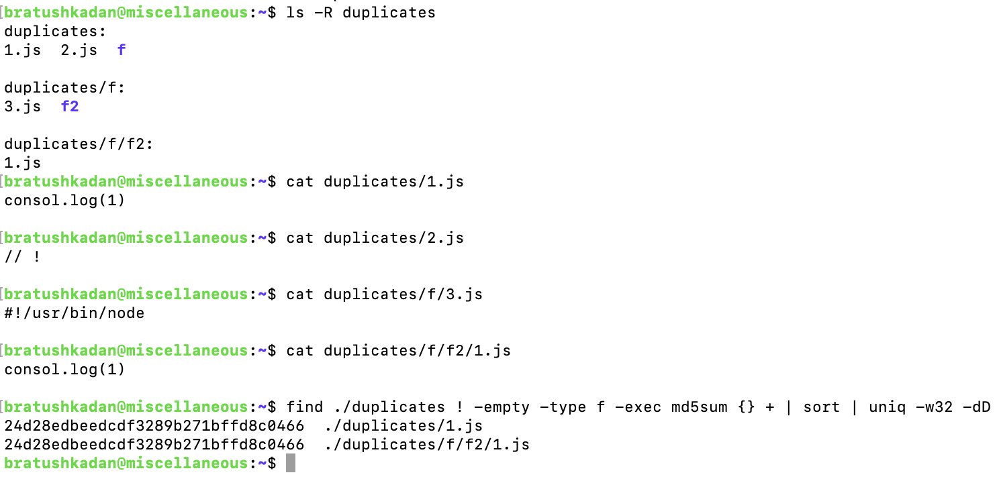 [bratushkadan@miscellaneous:~$ ls -R duplicates
duplicates:
1.js  2.js  f
duplicates/f:
3.js  f2
duplicates/f/f2:
1.js
[bratushkadan@miscellaneous:~$ cat duplicates/1.js
consol.log(1)
[bratushkadan@miscellaneous:~$ cat duplicates/2.js
// !
[bratushkadan@miscellaneous:~$ cat duplicates/f/3.js
#!/usr/bin/node
[bratushkadan@miscellaneous:~$ cat duplicates/f/f2/1.js
consol.log(1)
[bratushkadan@miscellaneous:~$ find ./duplicates ! -empty -type f -exec md5sum {} + | sort | uniq -w32 -dD
24d28edbeedcdf3289b271bffd8c0466  ./duplicates/1.js
24d28edbeedcdf3289b271bffd8c0466  ./duplicates/f/f2/1.js
bratushkadan@miscellaneous:~$